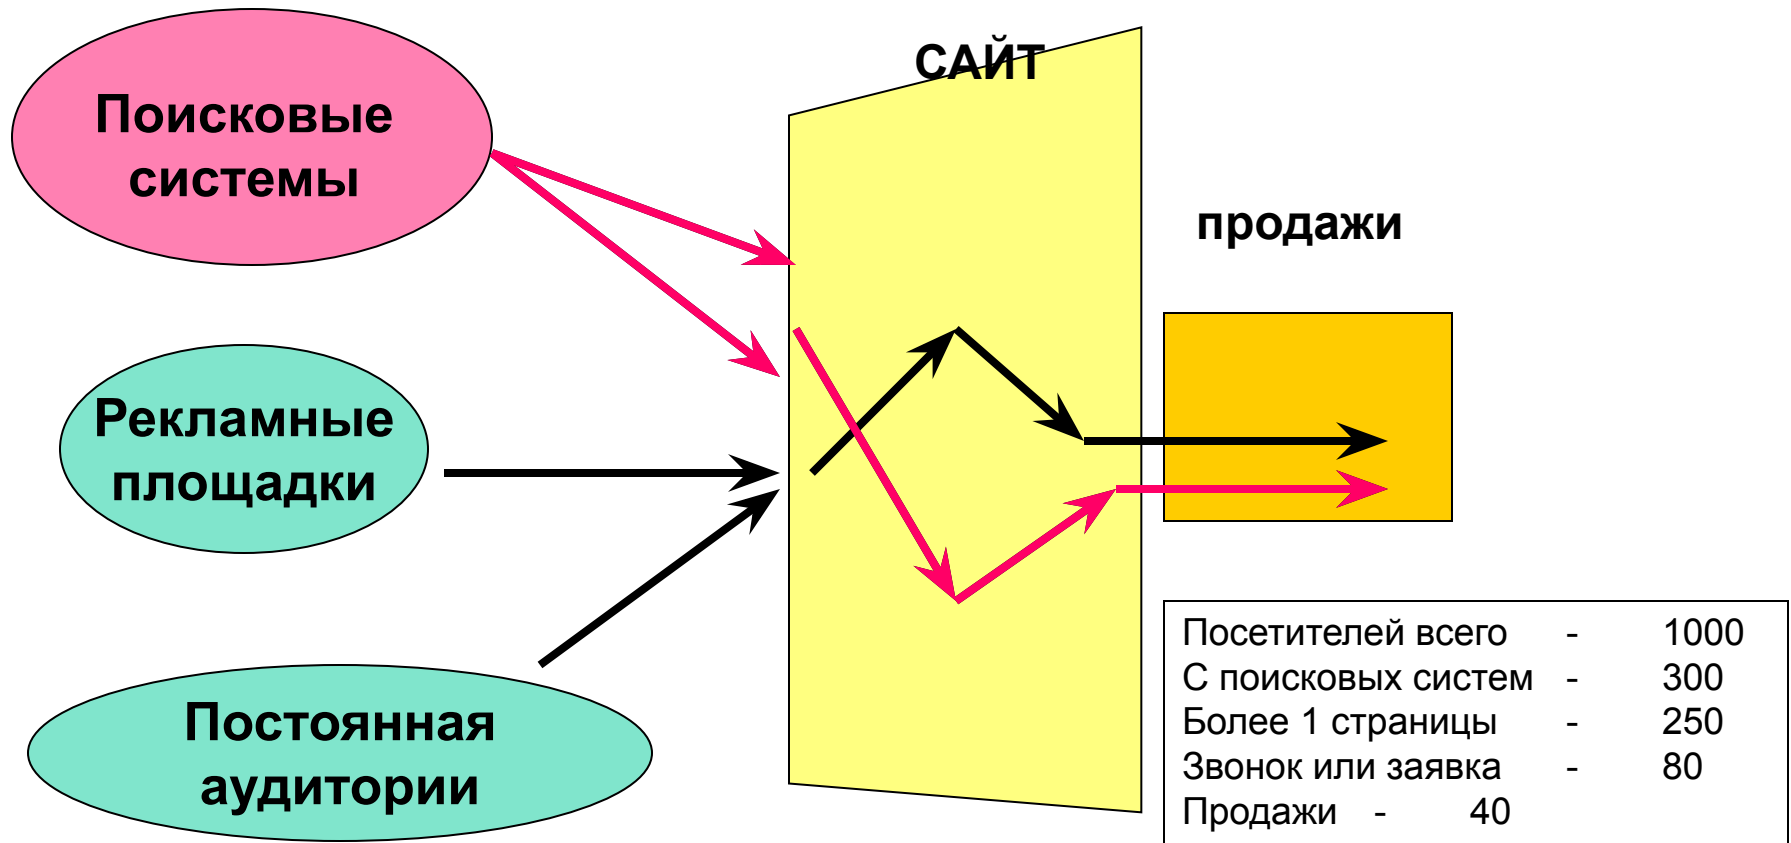 САЙТ
Поисковые
системы
продажи
Рекламные
площадки
Постоянная
аудитории
Посетителей всего - 1000
С поисковых систем - 300
Более 1 страницы - 250
Звонок или заявка - 80
Продажи - 40